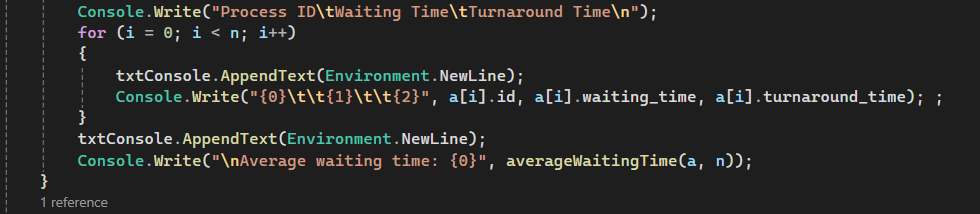 Console.Write("Process ID\tWaiting Time\tTurnaround Time\n");
for (i = 0; i < n; i++)
{
txtConsole.AppendText(Environment.NewLine);
Console.Write("{0}\t\t{1}\t\t{2}", a[i].id, a[i].waiting_time, a[i].turnaround_time); ;
}
txtConsole.AppendText(Environment.NewLine);
Console.Write("\nAverage waiting time: {0}", averageWaitingTime(a, n));
}
1 reference